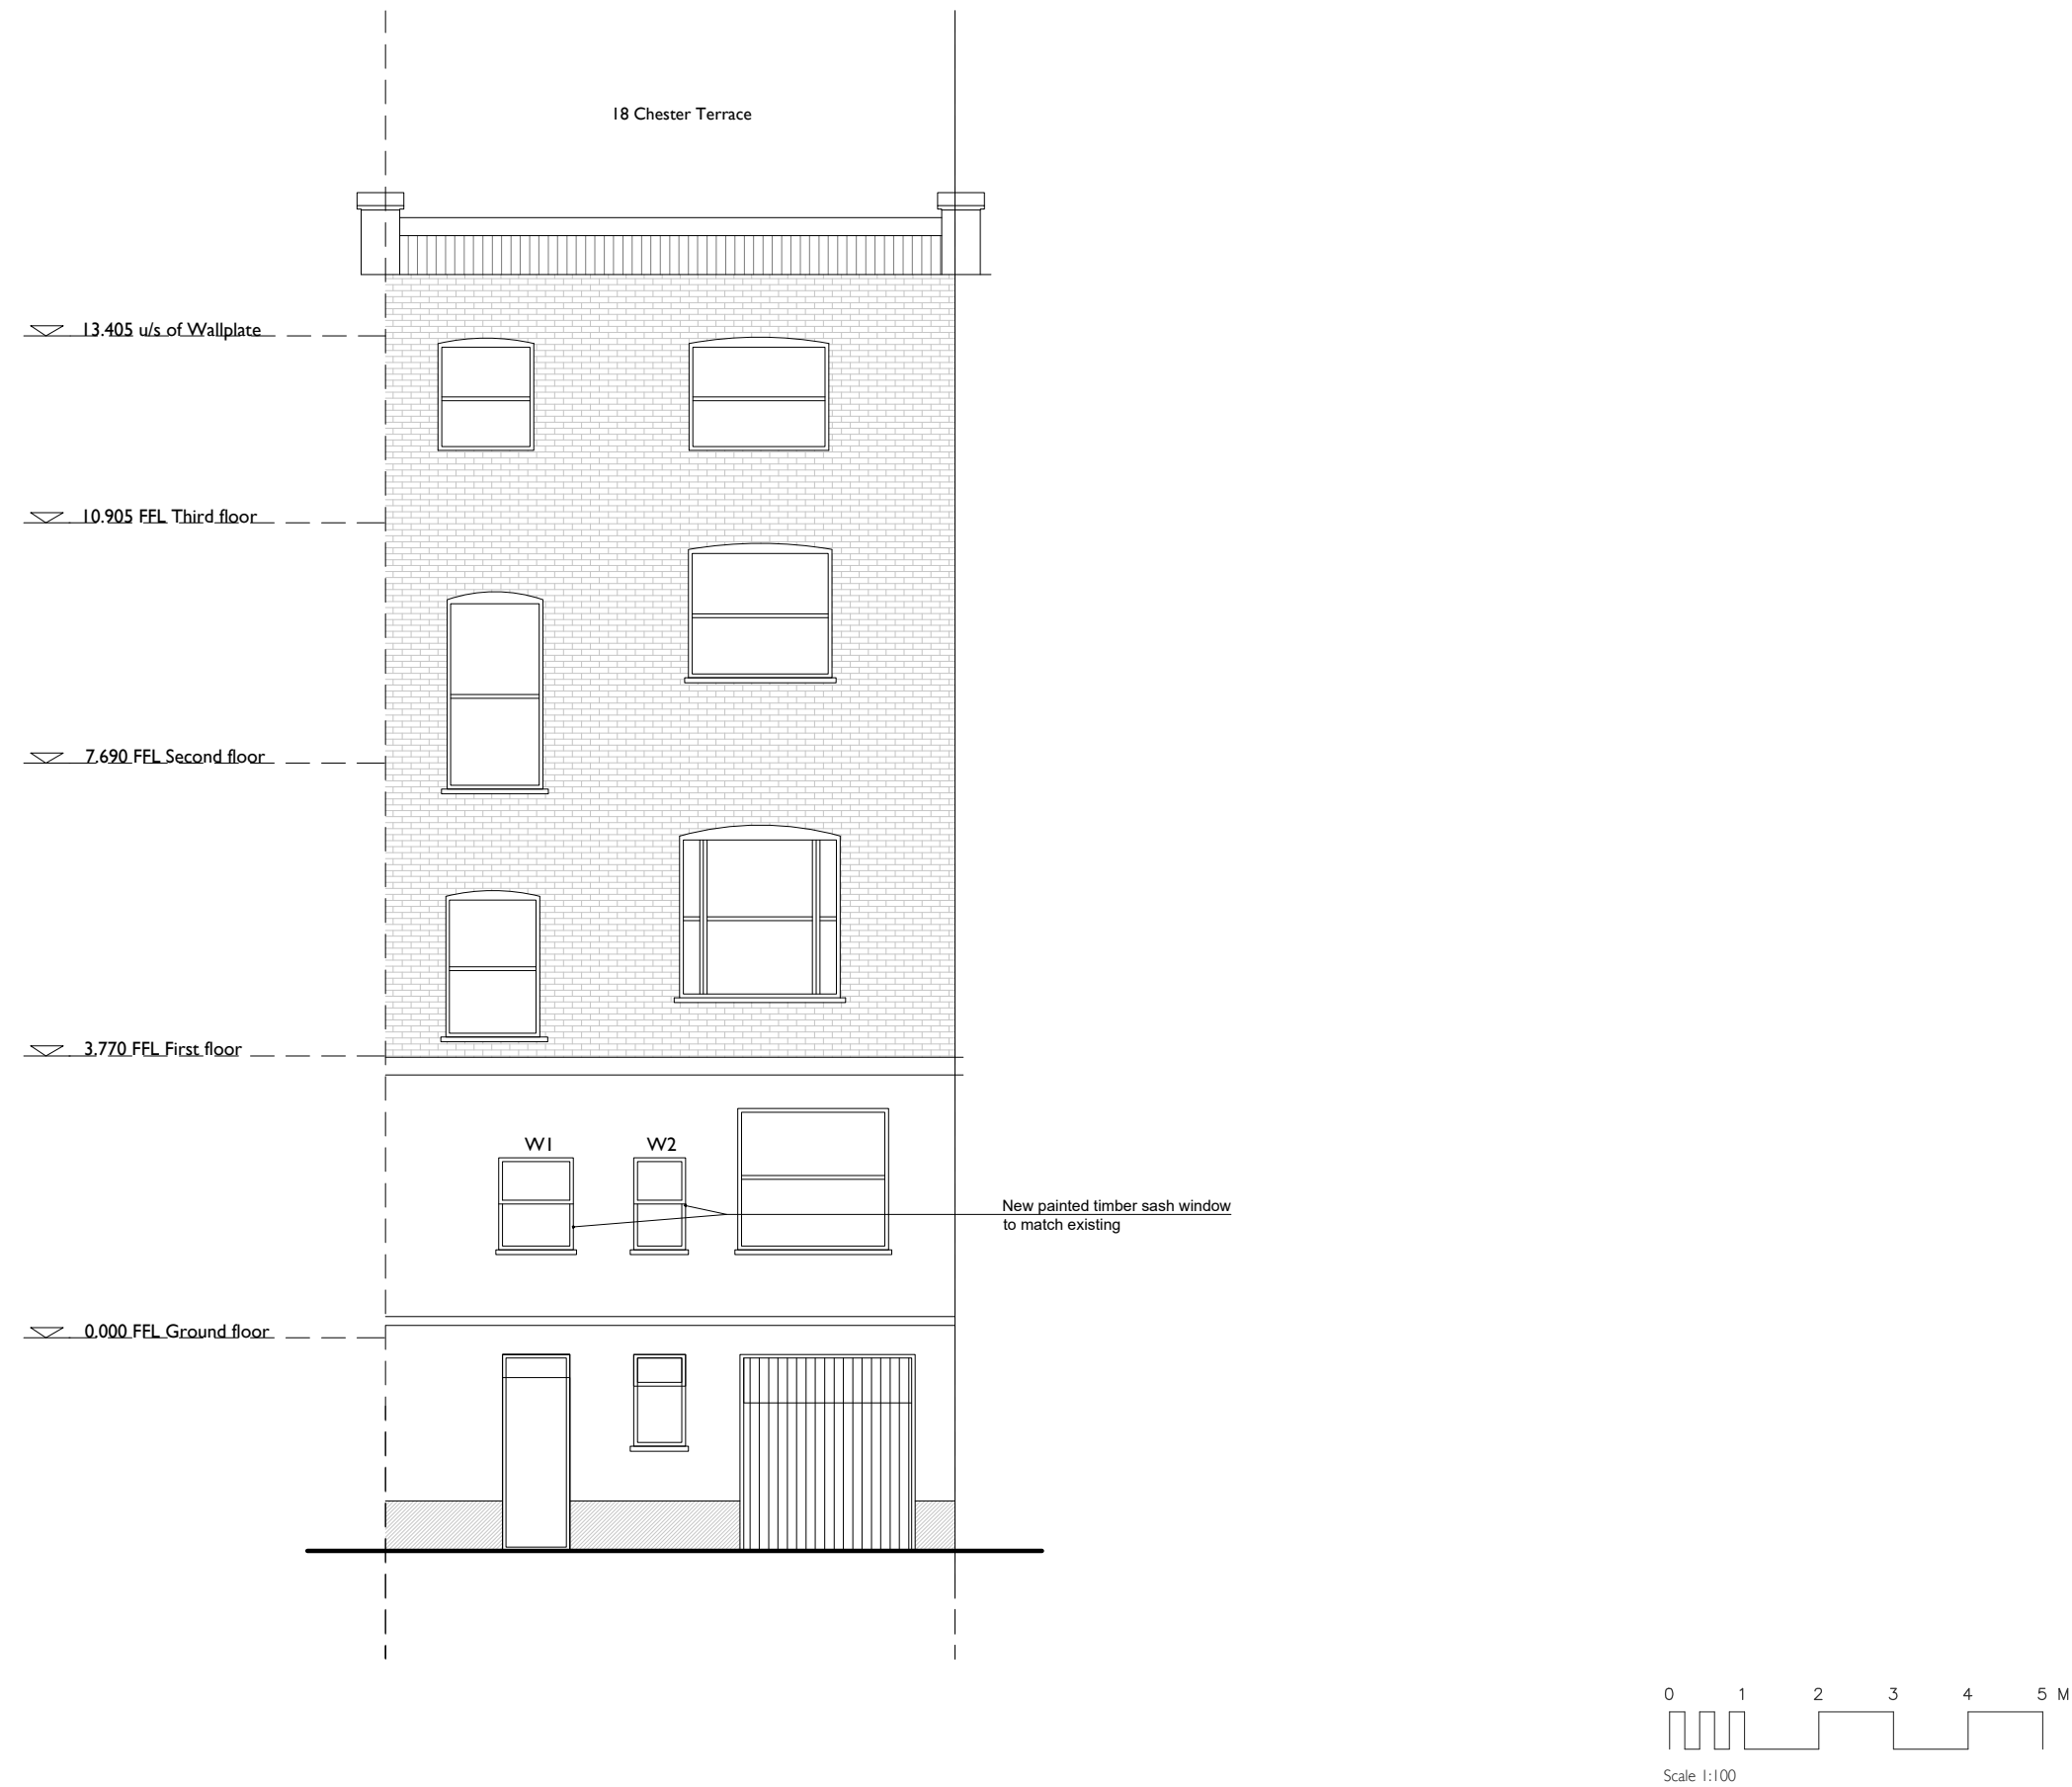 18 Chester Terrace
13.405 u/s of Wallplate
10.905 FFL Third floor
7.690 FFL Second floor
3.770 FFL First floor
W1
W2
New painted timber sash window
to match existing
0.000 FFL Ground floor
0 1 2 3 4 5 M
Scale 1:100